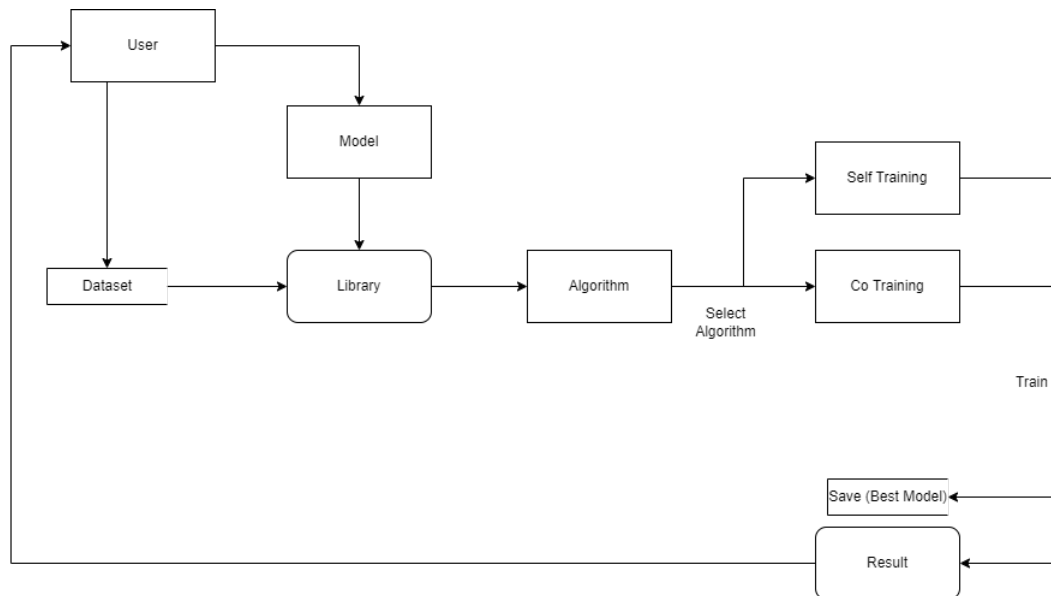 User
Model
Self Training
Dataset
Library
Algorithm
Co Training
Select
Algorithm
Train
Save (Best Model)
Result